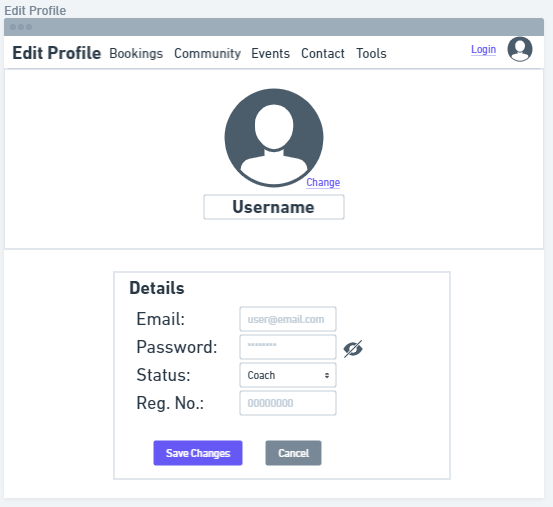 Edit Profile
Edit Profile Bookings Community Events Contact Tools Login
Change
Username
Details
Email: user@email.com
Password: ********
Status: Coach
Reg. No.: 00000000
Save Changes Cancel